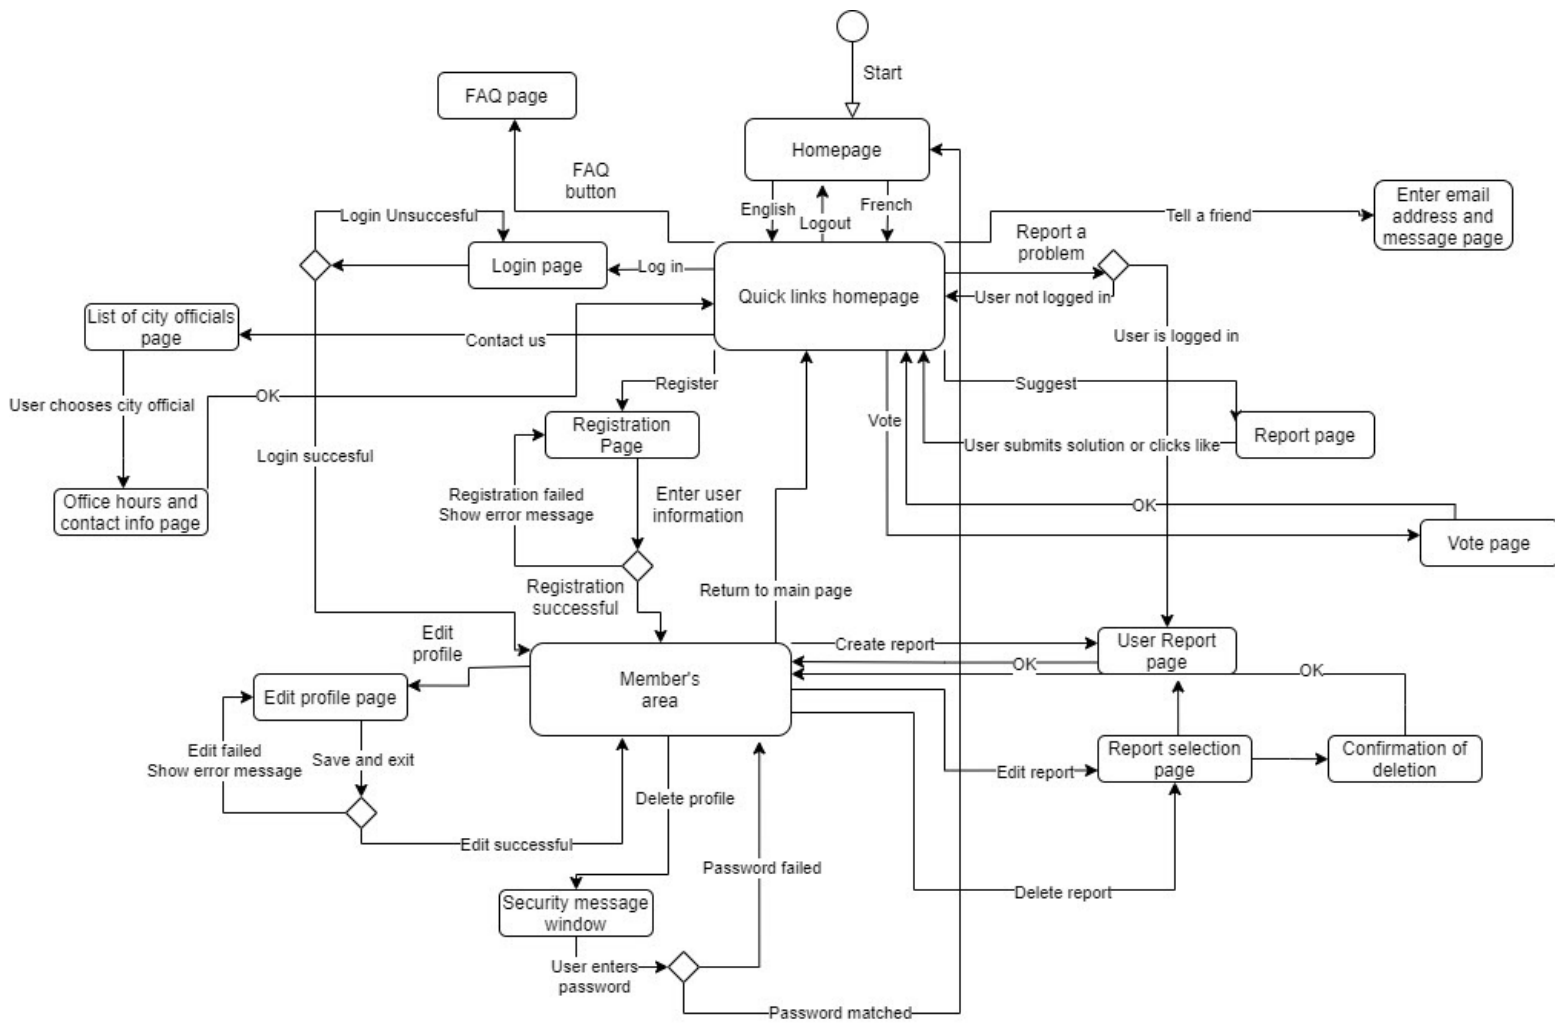 Start
FAQ page
Homepage
FAQ
button
English
Logout
French
Login Unsuccesful
Tell a friend
Enter email
address and
message page
Report a
problem
Login page
Log in
Quick links homepage
User not logged in
List of city officials
page
Contact us
User is logged in
Register
Suggest
User chooses city official
OK
Registration
Page
Vote
Report page
User submits solution or clicks like
Login succesful
Office hours and
contact info page
Registration failed
Show error message
Enter user
information
OK
Vote page
Registration
successful
Return to main page
Edit
profile
Create report
User Report
page
OK
OK
Member's
area
Edit profile page
Edit failed
Show error message
Save and exit
Report selection
page
Confirmation of
deletion
Edit report
Delete profile
Edit successful
Password failed
Delete report
Security message
window
User enters
password
Password matched